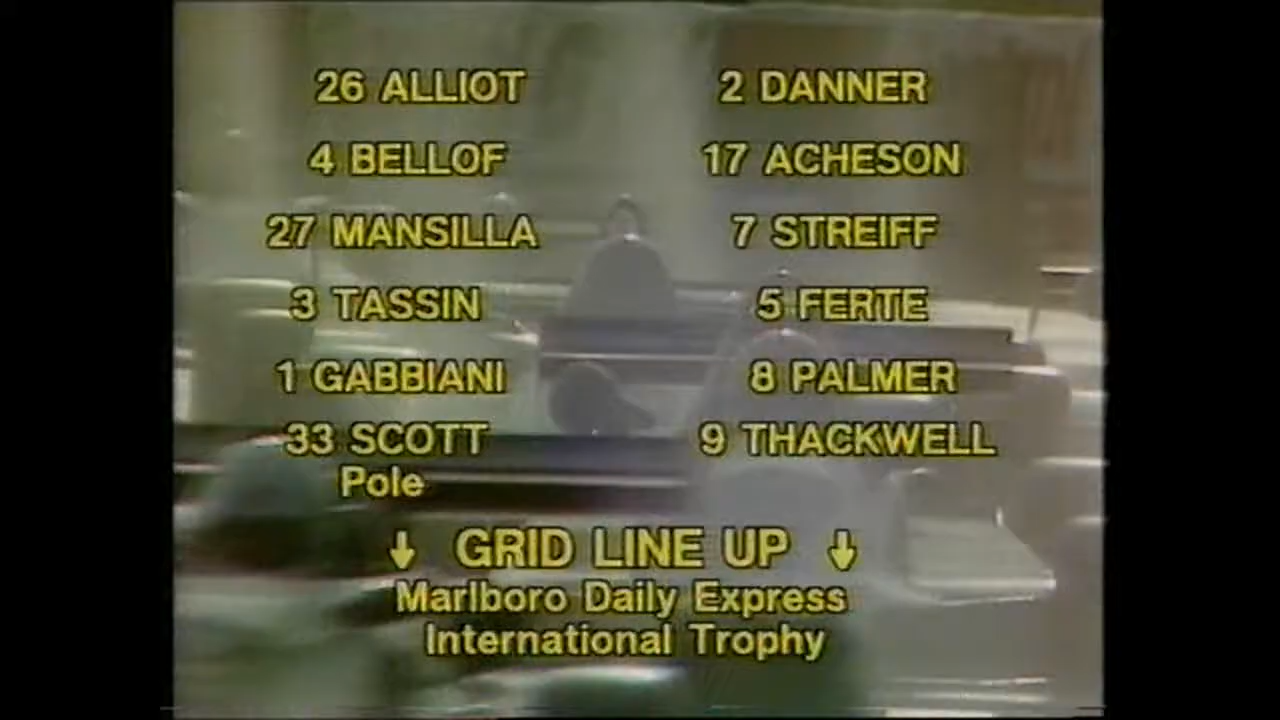 26 ALLIOT 2 DANNER
4 BELLOF 17 ACHESON
27 MANSILLA 7 STREIFF
3 TASSIN 5 FERTE
1 GABBIANI 8 PALMER
33 SCOTT 9 THACKWELL
Pole
↓ GRID LINE UP ↓
Marlboro Daily Express
International Trophy